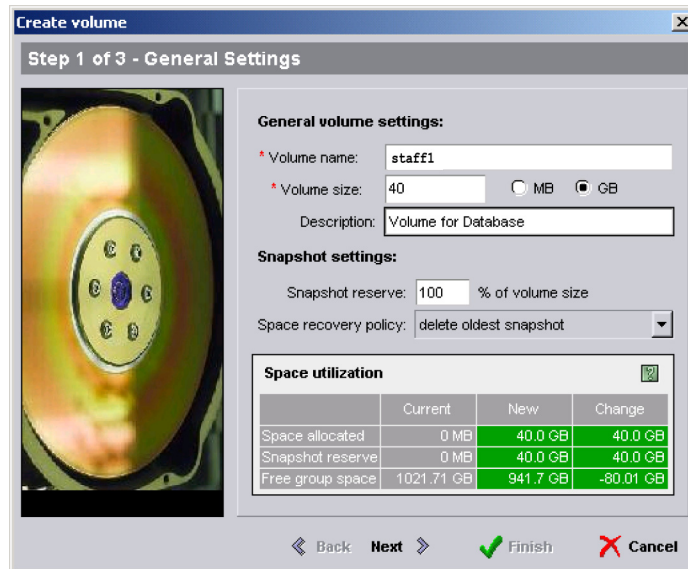 Create volume
Step 1 of 3 - General Settings
General volume settings:
* Volume name: staff1
* Volume size: 40 MB GB
Description: Volume for Database
Snapshot settings:
Snapshot reserve: 100 % of volume size
Space recovery policy: delete oldest snapshot
Space utilization
Current New Change
Space allocated 0 MB 40.0 GB 40.0 GB
Snapshot reserve 0 MB 40.0 GB 40.0 GB
Free group space 1021.71 GB 941.7 GB -80.01 GB
Back Next Finish Cancel